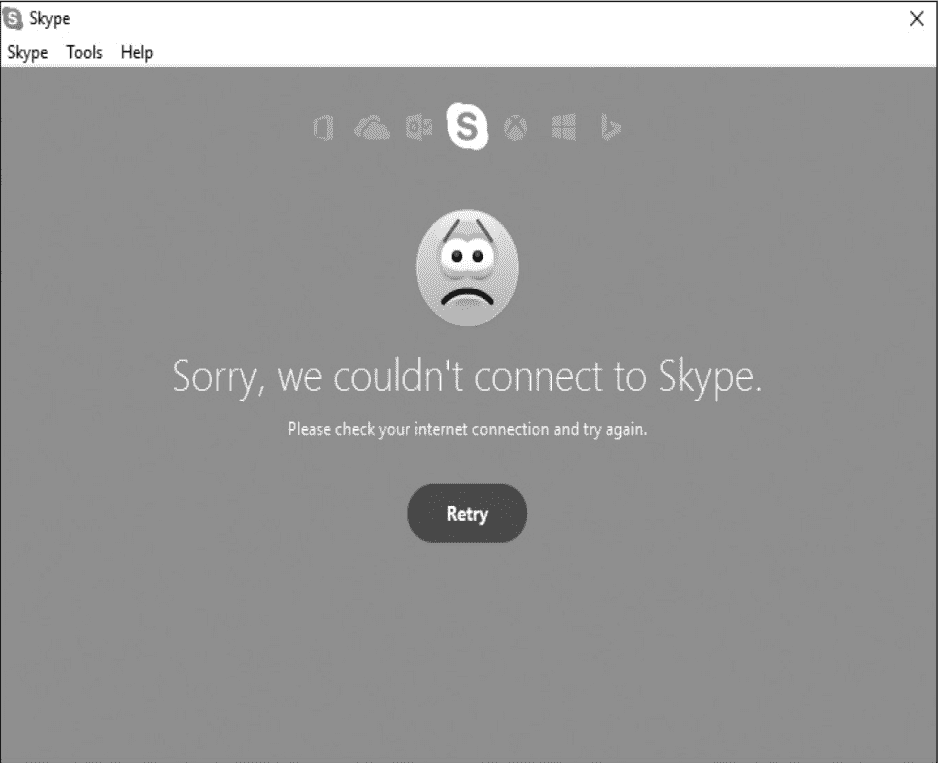 Skype
Skype Tools Help
Sorry, we couldn't connect to Skype.
Please check your internet connection and try again.
Retry